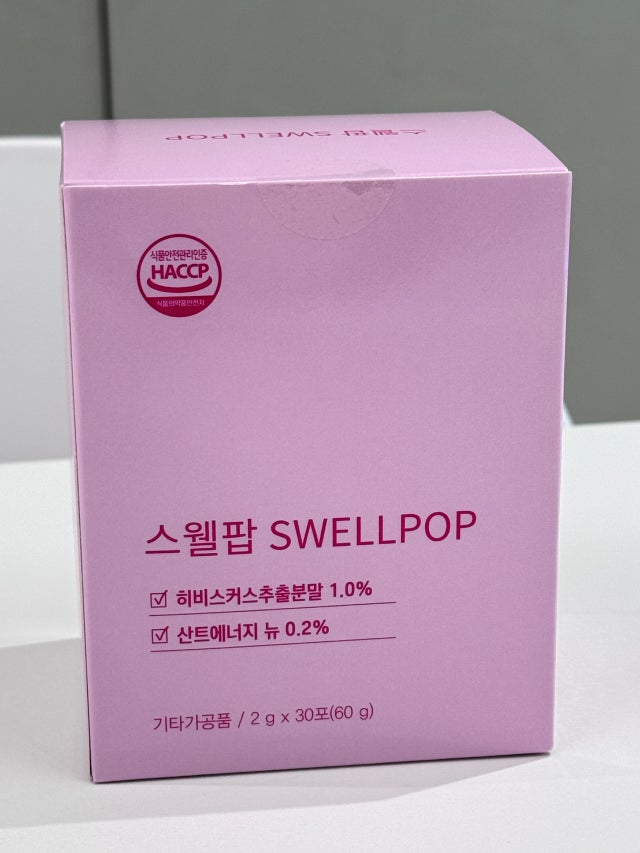 스웰팝 SWELLPOP
식품안전관리인증
HACCP
식품의약품안전처
스웰팝 SWELLPOP
히비스커스추출분말 1.0%
산트에너지 뉴 0.2%
기타가공품 / 2 g x 30포(60 g)